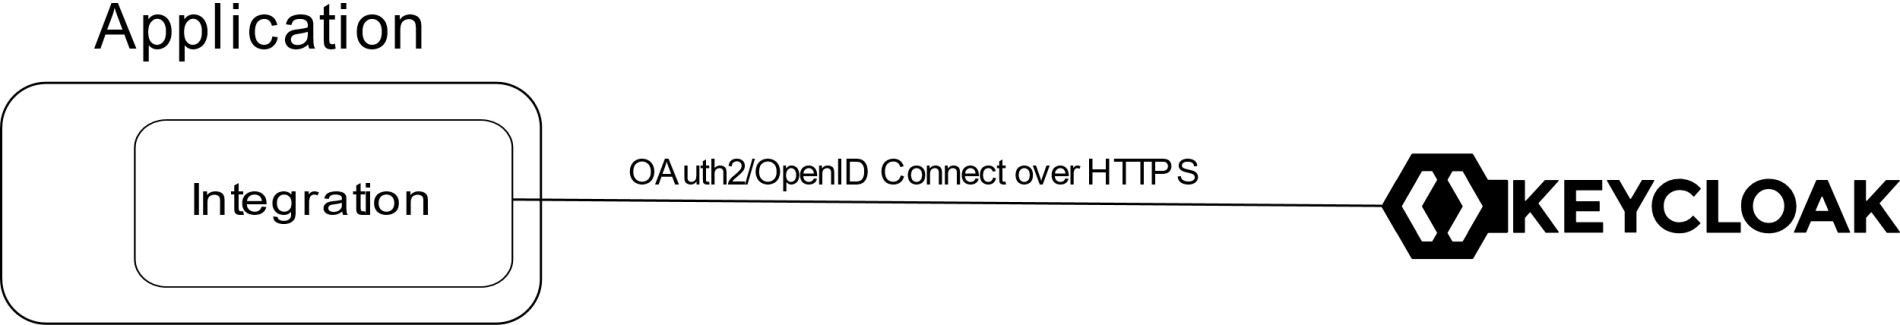 Application
Integration
OAuth2/OpenID Connect over HTTPS
KEYCLOAK